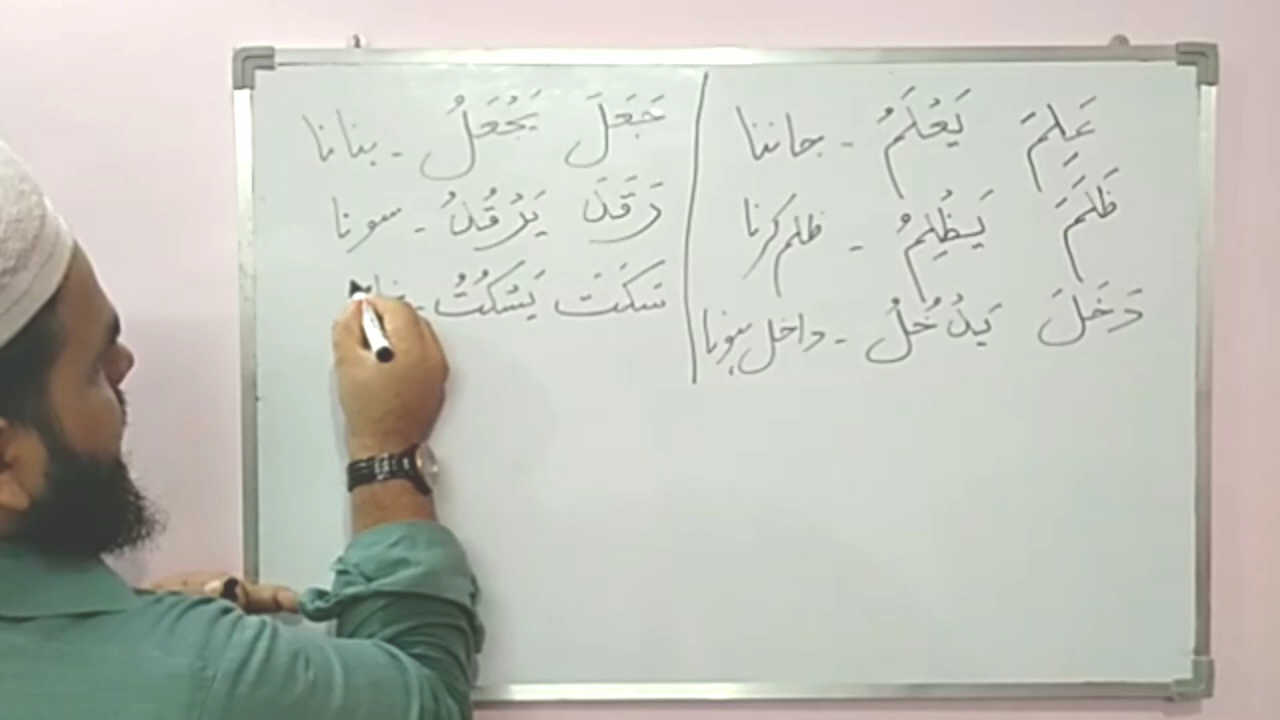 عَلِمَ يَعْلَمُ - جاننا
ظَلَمَ يَظْلِمُ - ظلم کرنا
دَخَلَ يَدْخُلُ - داخل ہونا
جَعَلَ يَجْعَلُ - بنانا
رَقَدَ يَرْقُدُ - سونا
سَكَتَ يَسْكُتُ -